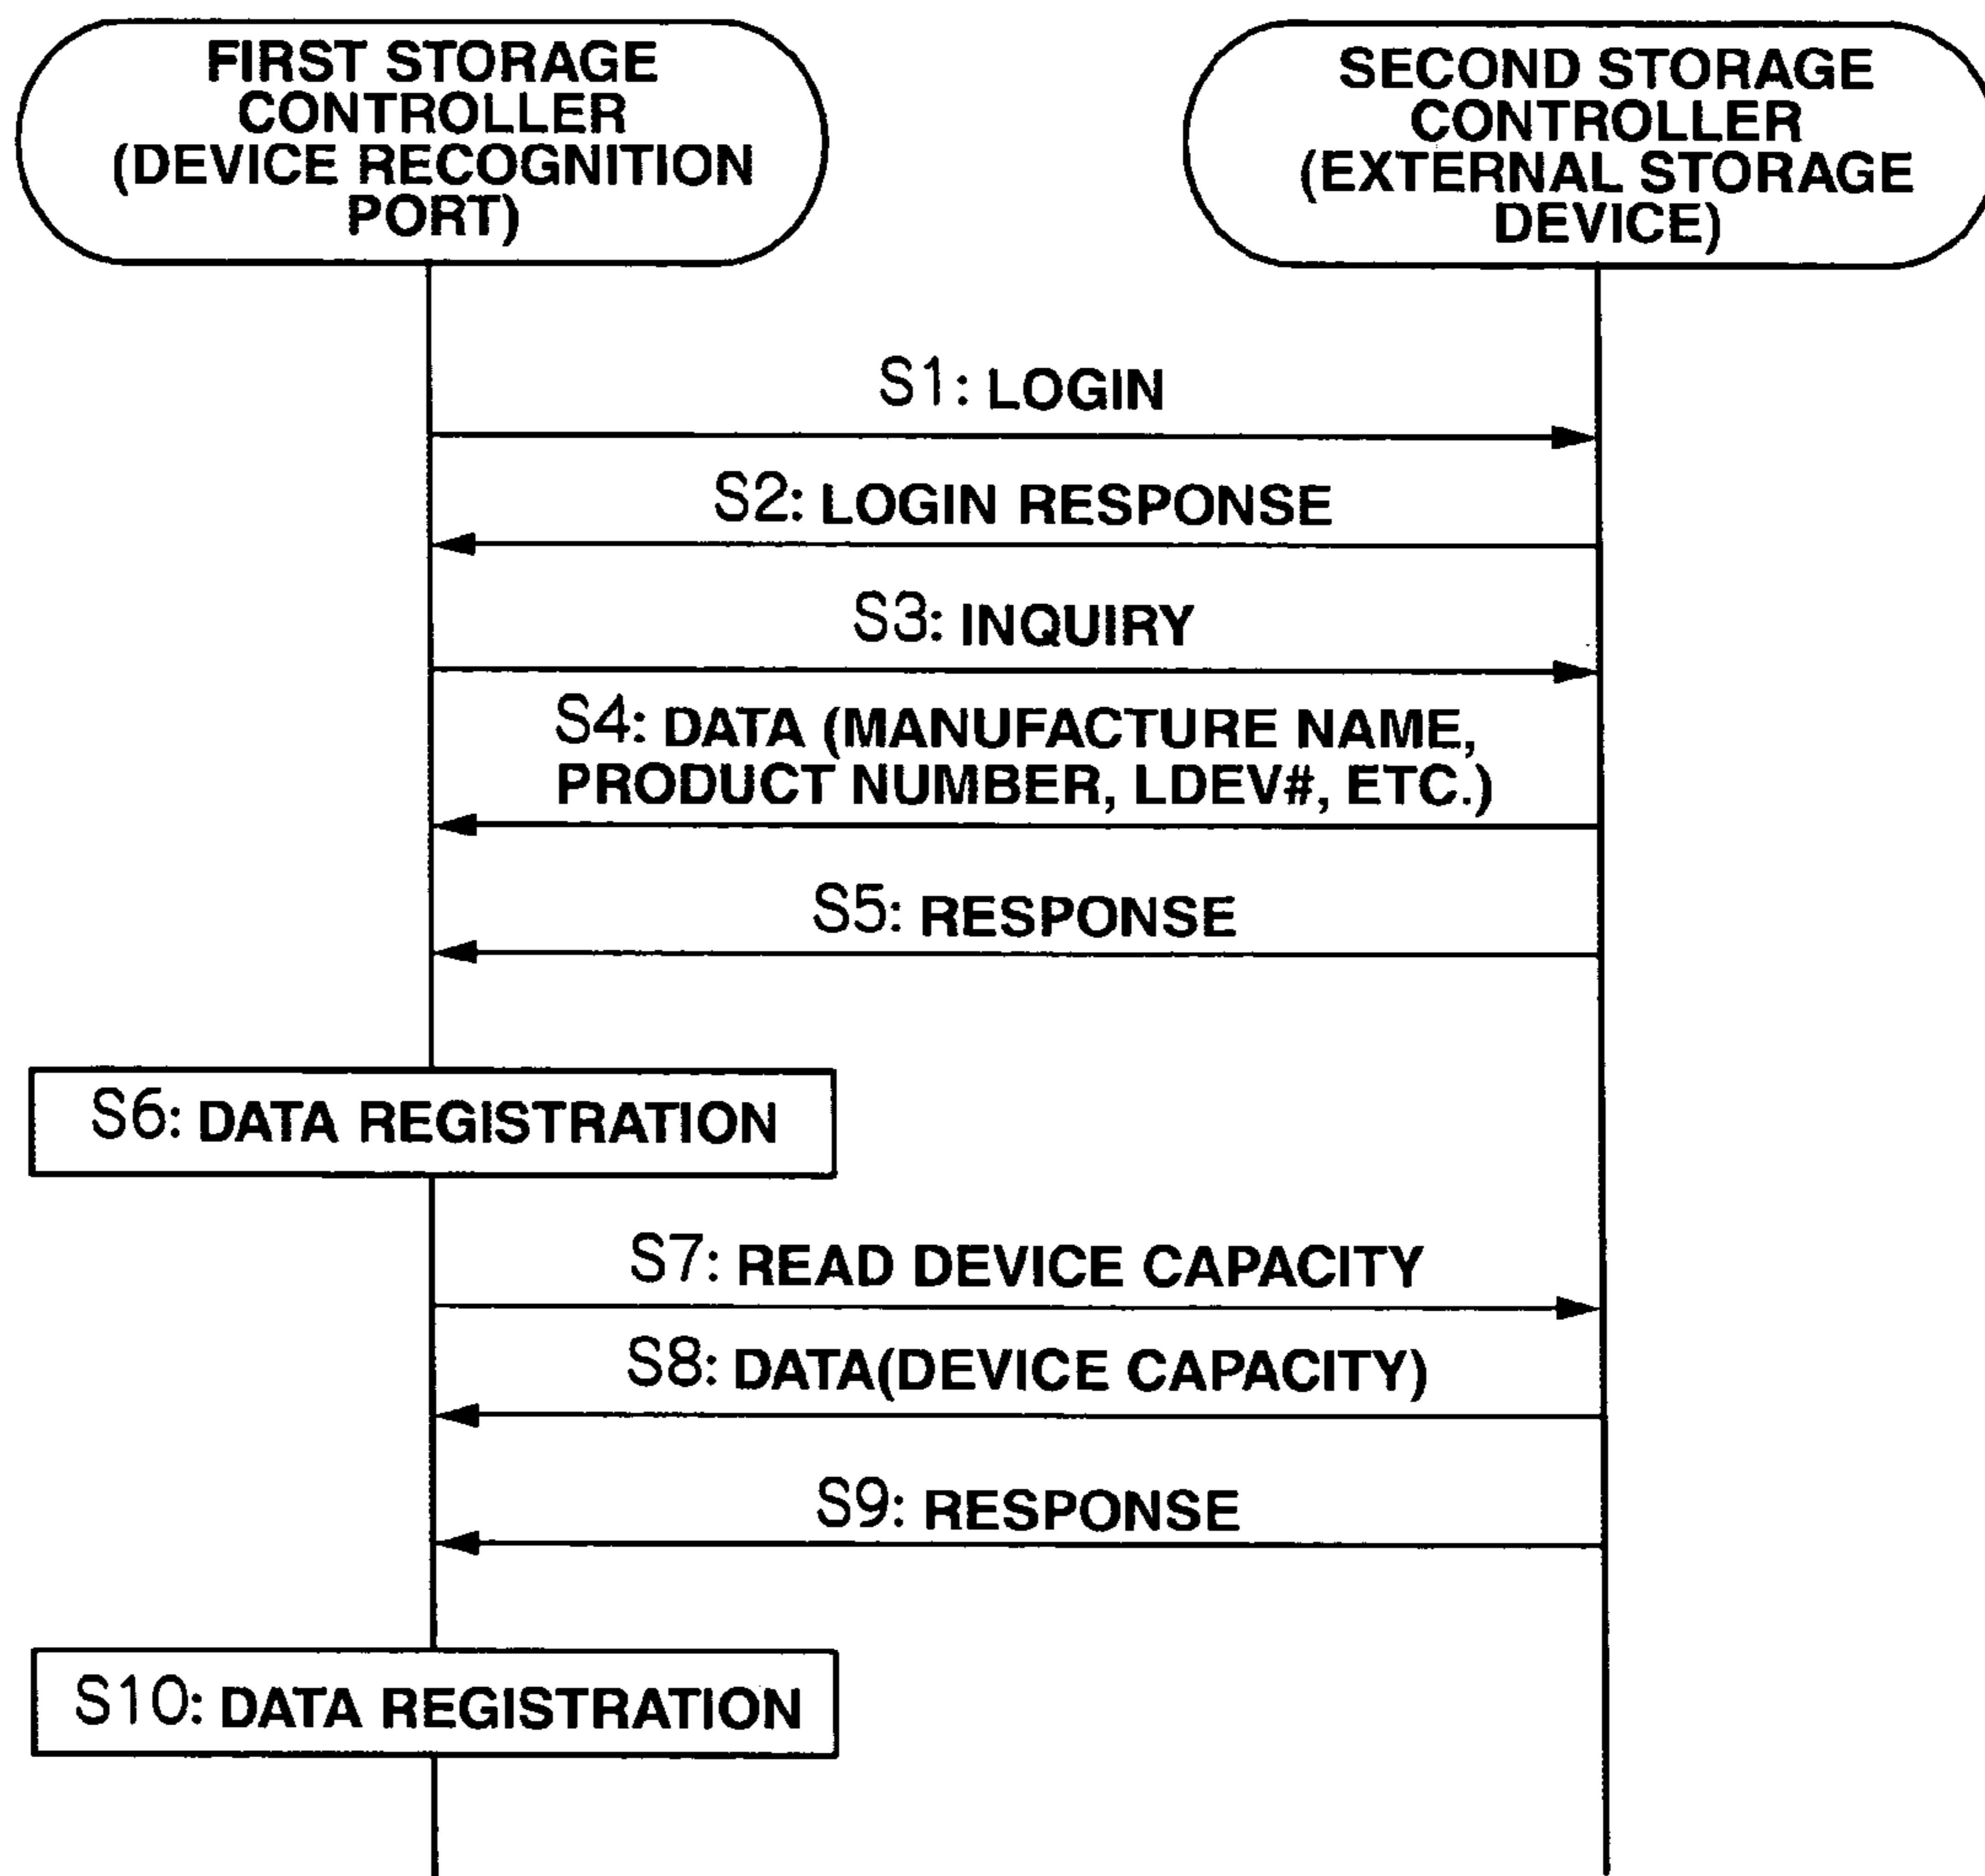 FIRST STORAGE
CONTROLLER
(DEVICE RECOGNITION
PORT)
SECOND STORAGE
CONTROLLER
(EXTERNAL STORAGE
DEVICE)
S1: LOGIN
S2: LOGIN RESPONSE
S3: INQUIRY
S4: DATA (MANUFACTURE NAME,
PRODUCT NUMBER, LDEV#, ETC.)
S5: RESPONSE
S6: DATA REGISTRATION
S7: READ DEVICE CAPACITY
S8: DATA(DEVICE CAPACITY)
S9: RESPONSE
S10: DATA REGISTRATION